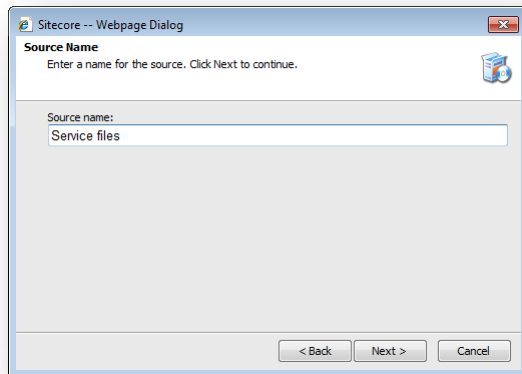 Sitecore -- Webpage Dialog
Source Name
Enter a name for the source. Click Next to continue.
Source name:
Service files
< Back
Next >
Cancel